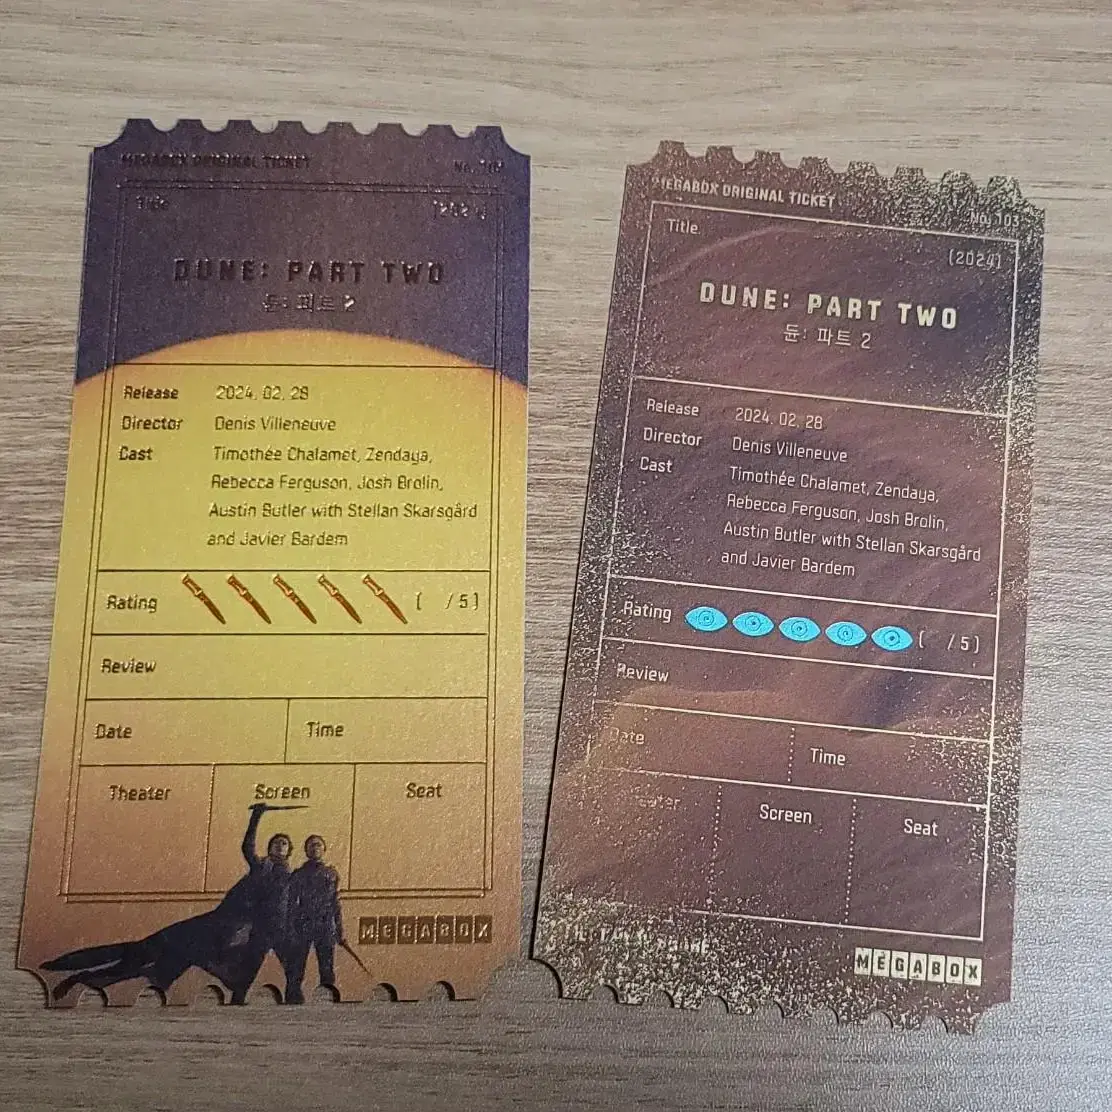 MEGABOX ORIGINAL TICKET
Title
DUNE: PART TWO
둔: 파트 2
Release 2024. 02. 28
Director Denis Villeneuve
Cast Timothée Chalamet, Zendaya,
Rebecca Ferguson, Josh Brolin,
Austin Butler with Stellan Skarsgård
and Javier Bardem
Rating ( /5)
Review
Date Time
Theater Screen Seat
MEGABOX
MEGABOX ORIGINAL TICKET No. 103
Title
(2024)
DUNE: PART TWO
듄: 파트 2
Release 2024. 02. 28
Director Denis Villeneuve
Cast Timothée Chalamet, Zendaya,
Rebecca Ferguson, Josh Brolin,
Austin Butler with Stellan Skarsgård
and Javier Bardem
Rating ( /5)
Review
Date Time
Theater Screen Seat
MEGABOX